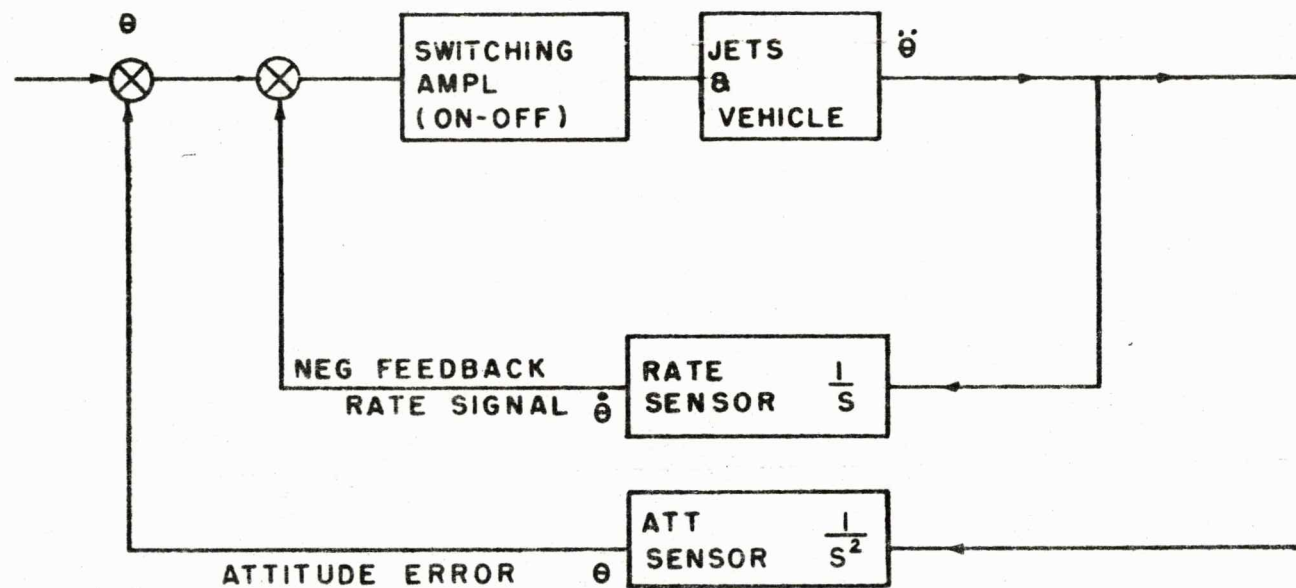 θ
SWITCHING
AMPL
(ON-OFF)
JETS
&
VEHICLE
θ̈
NEG FEEDBACK
RATE SIGNAL θ̇
RATE
SENSOR
1/S
ATT
SENSOR
1/S²
ATTITUDE ERROR θ